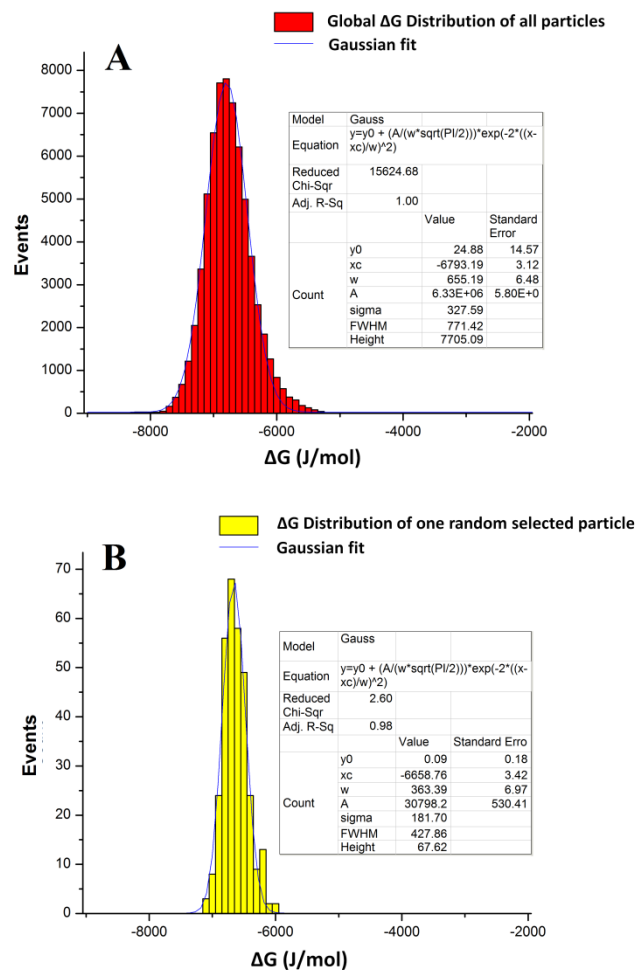 Global ΔG Distribution of all particles
Gaussian fit
A
8000
7000
6000
5000
4000
3000
2000
1000
0
Events
-8000
-6000
-4000
-2000
ΔG (J/mol)
Model Gauss
Equation y=y0 + (A/(w*sqrt(PI/2)))*exp(-2*((x-
xc)/w)^2)
Reduced 15624.68
Chi-Sqr
Adj. R-Sq 1.00
Value Standard
Error
Count
y0 24.88 14.57
xc -6793.19 3.12
w 655.19 6.48
A 6.33E+06 5.80E+0
sigma 327.59
FWHM 771.42
Height 7705.09
ΔG Distribution of one random selected particle
Gaussian fit
B
70
60
50
40
30
20
10
0
Events
-8000
-6000
-4000
-2000
ΔG (J/mol)
Model Gauss
Equation y=y0 + (A/(w*sqrt(PI/2)))*exp(-2*((x-
xc)/w)^2)
Reduced 2.60
Chi-Sqr
Adj. R-Sq 0.98
Value Standard Erro
Count
y0 0.09 0.18
xc -6658.76 3.42
w 363.39 6.97
A 30798.2 530.41
sigma 181.70
FWHM 427.86
Height 67.62